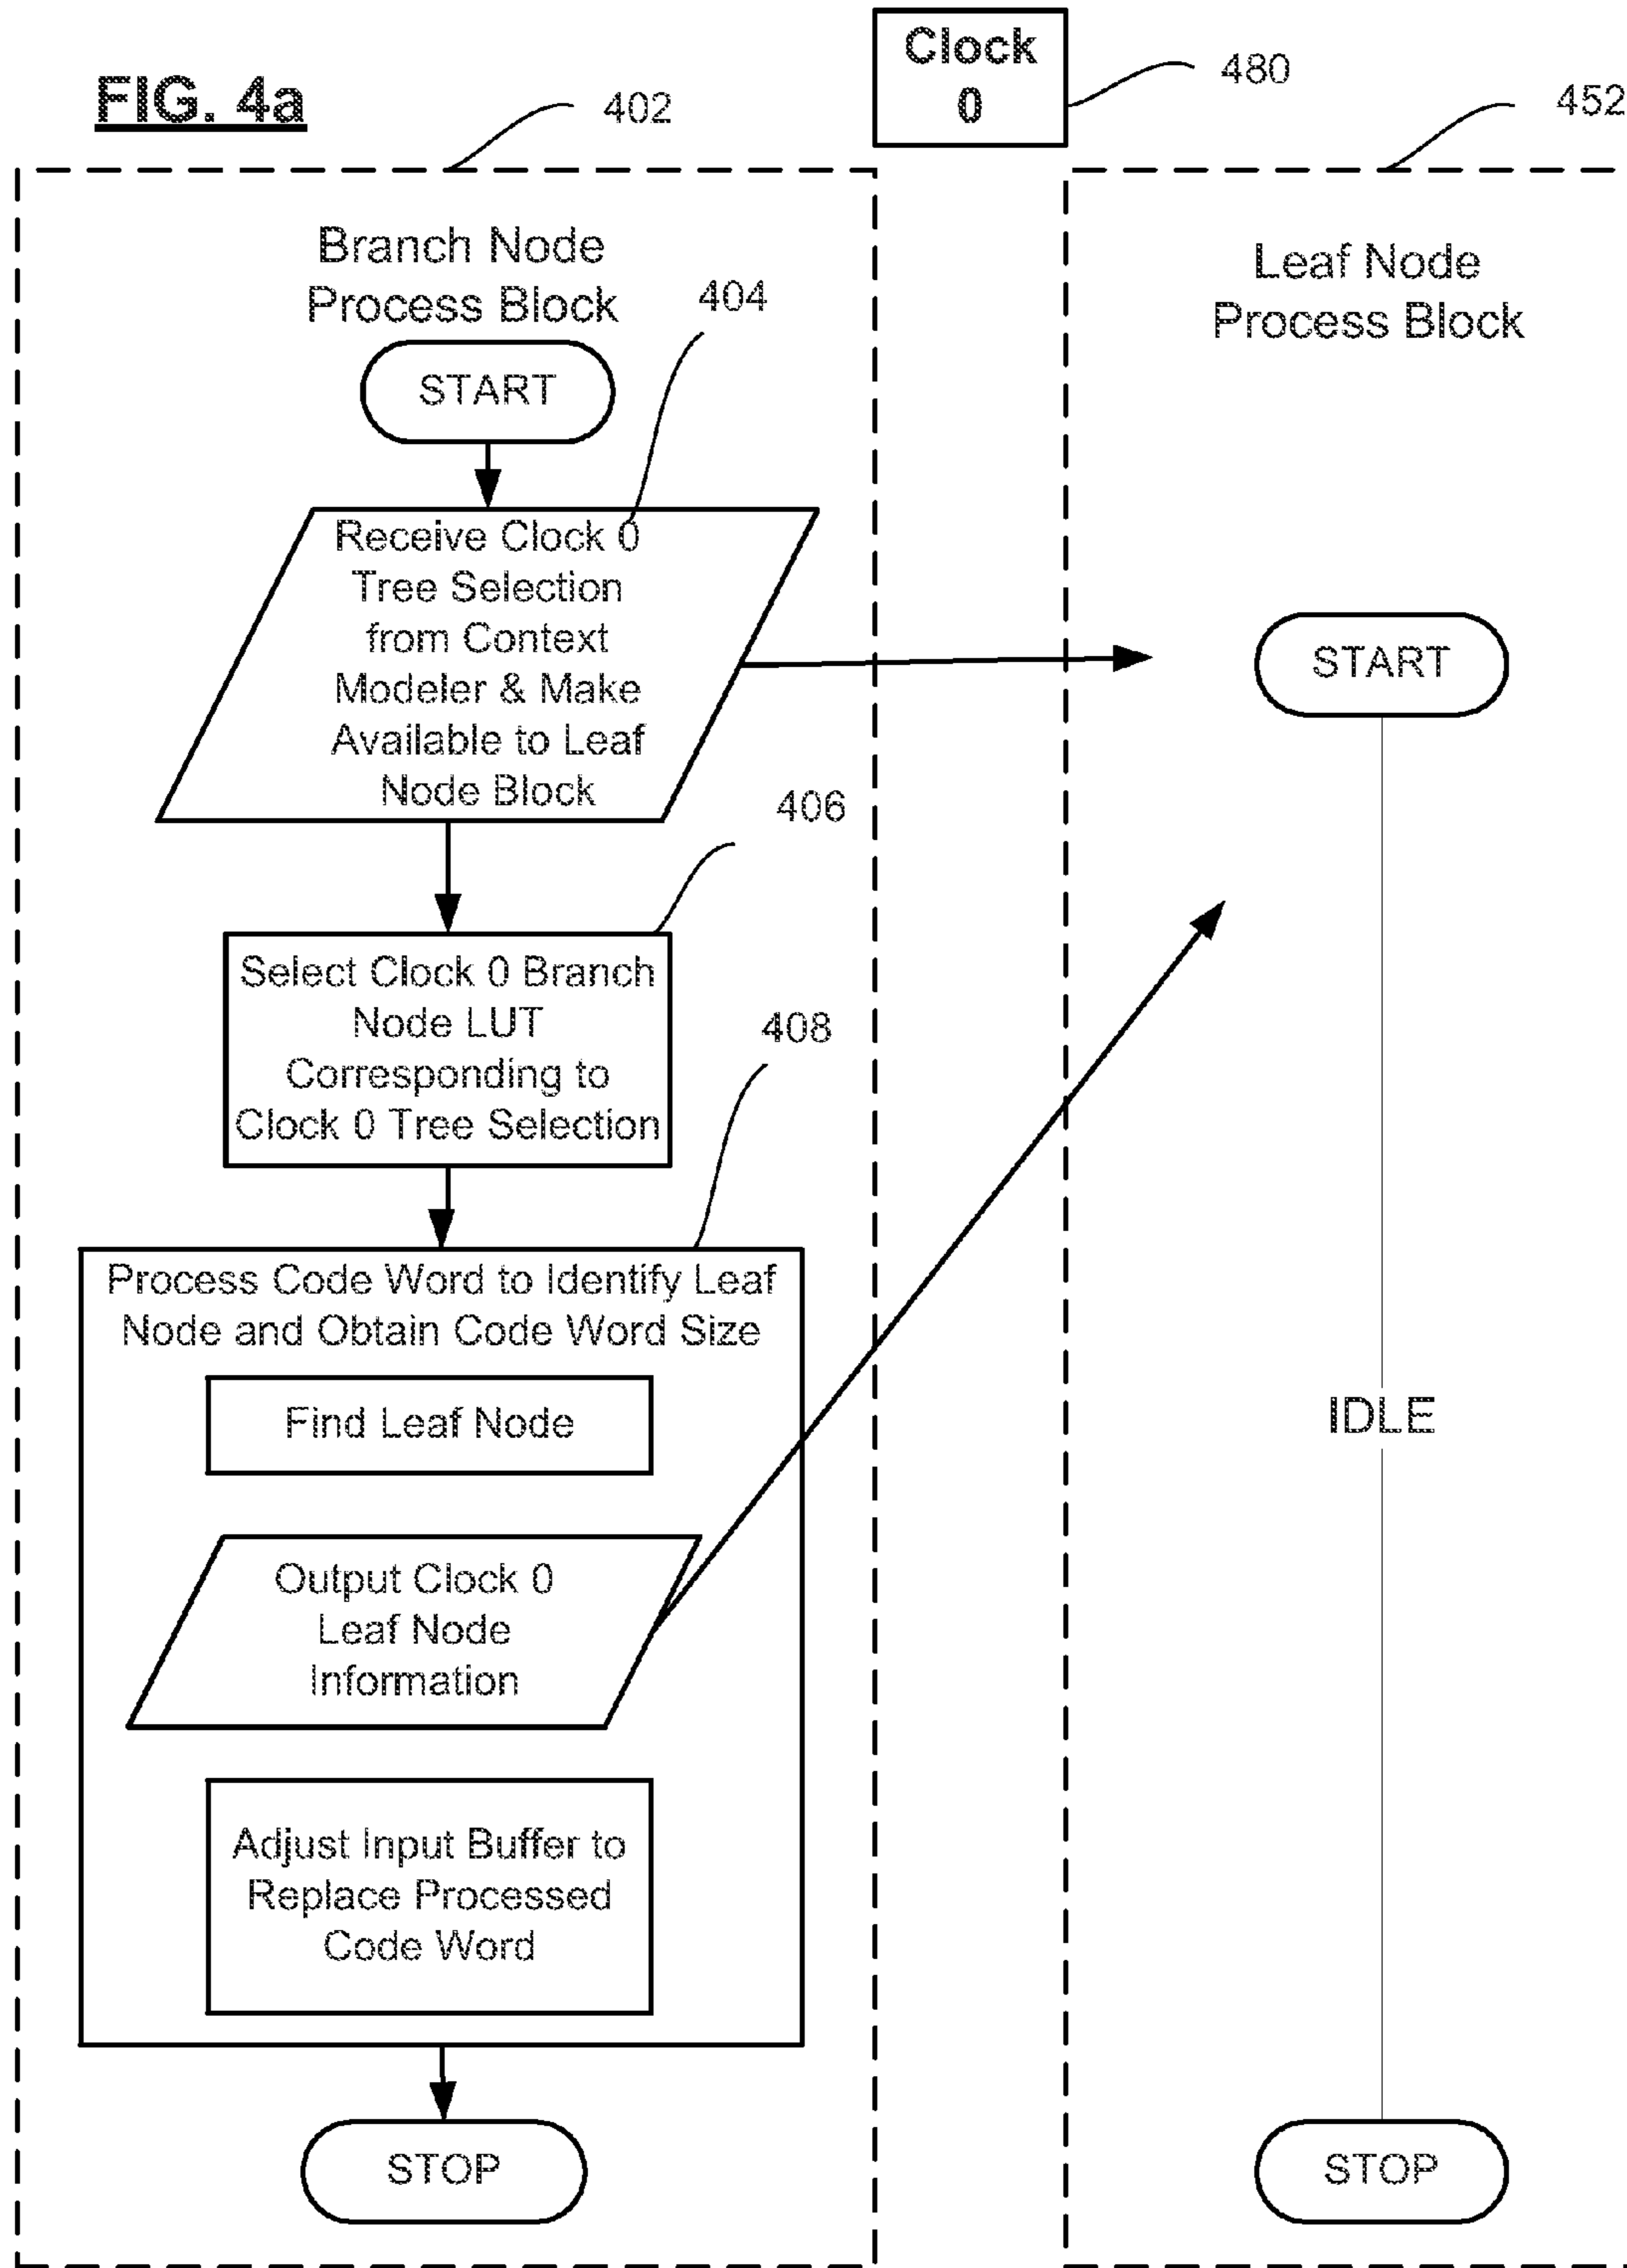 FIG. 4a
Clock
0
480
402
452
Branch Node
Process Block
404
START
Receive Clock 0
Tree Selection
from Context
Modeler & Make
Available to Leaf
Node Block
406
Select Clock 0 Branch
Node LUT
Corresponding to
Clock 0 Tree Selection
408
Process Code Word to Identify Leaf
Node and Obtain Code Word Size
Find Leaf Node
Output Clock 0
Leaf Node
Information
Adjust Input Buffer to
Replace Processed
Code Word
STOP
Leaf Node
Process Block
START
IDLE
STOP